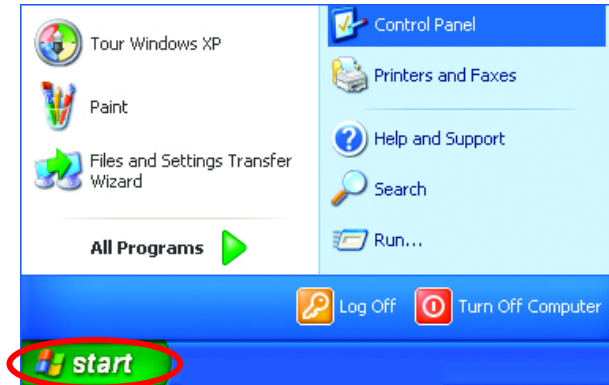 Tour Windows XP
Paint
Files and Settings Transfer
Wizard
All Programs
Control Panel
Printers and Faxes
Help and Support
Search
Run...
Log Off
Turn Off Computer
start